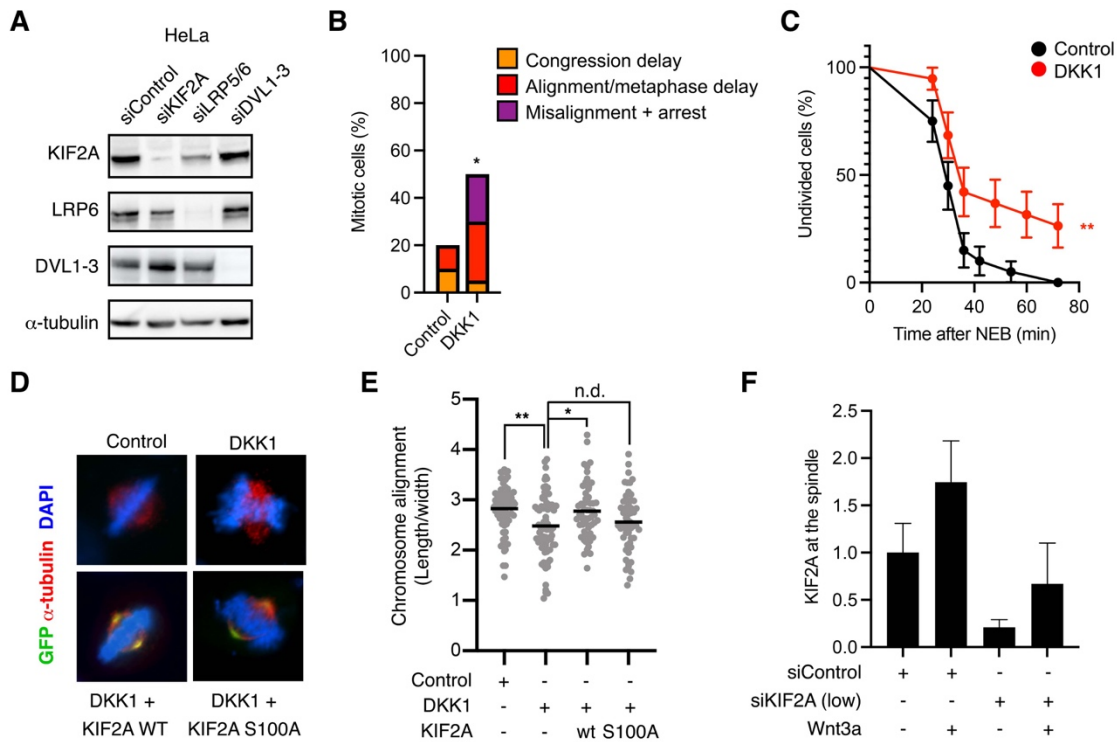 A
HeLa
siControl
siKIF2A
siLRP5/6
siDVL1-3
KIF2A
LRP6
DVL1-3
α-tubulin
B
Congression delay
Alignment/metaphase delay
Misalignment + arrest
Mitotic cells (%)
100
80
60
40
20
0
*
Control
DKK1
C
Control
DKK1
Undivided cells (%)
100
50
0
**
0 20 40 60 80
Time after NEB (min)
D
Control DKK1
GFP α-tubulin DAPI
DKK1 + DKK1 +
KIF2A WT KIF2A S100A
E
n.d.
** *
Chromosome alignment
(Length/width)
5
4
3
2
1
0
Control + - - -
DKK1 - + + +
KIF2A - - wt S100A
F
KIF2A at the spindle
2.5
2.0
1.5
1.0
0.5
0.0
siControl + + - -
siKIF2A (low) - - + +
Wnt3a - + - +